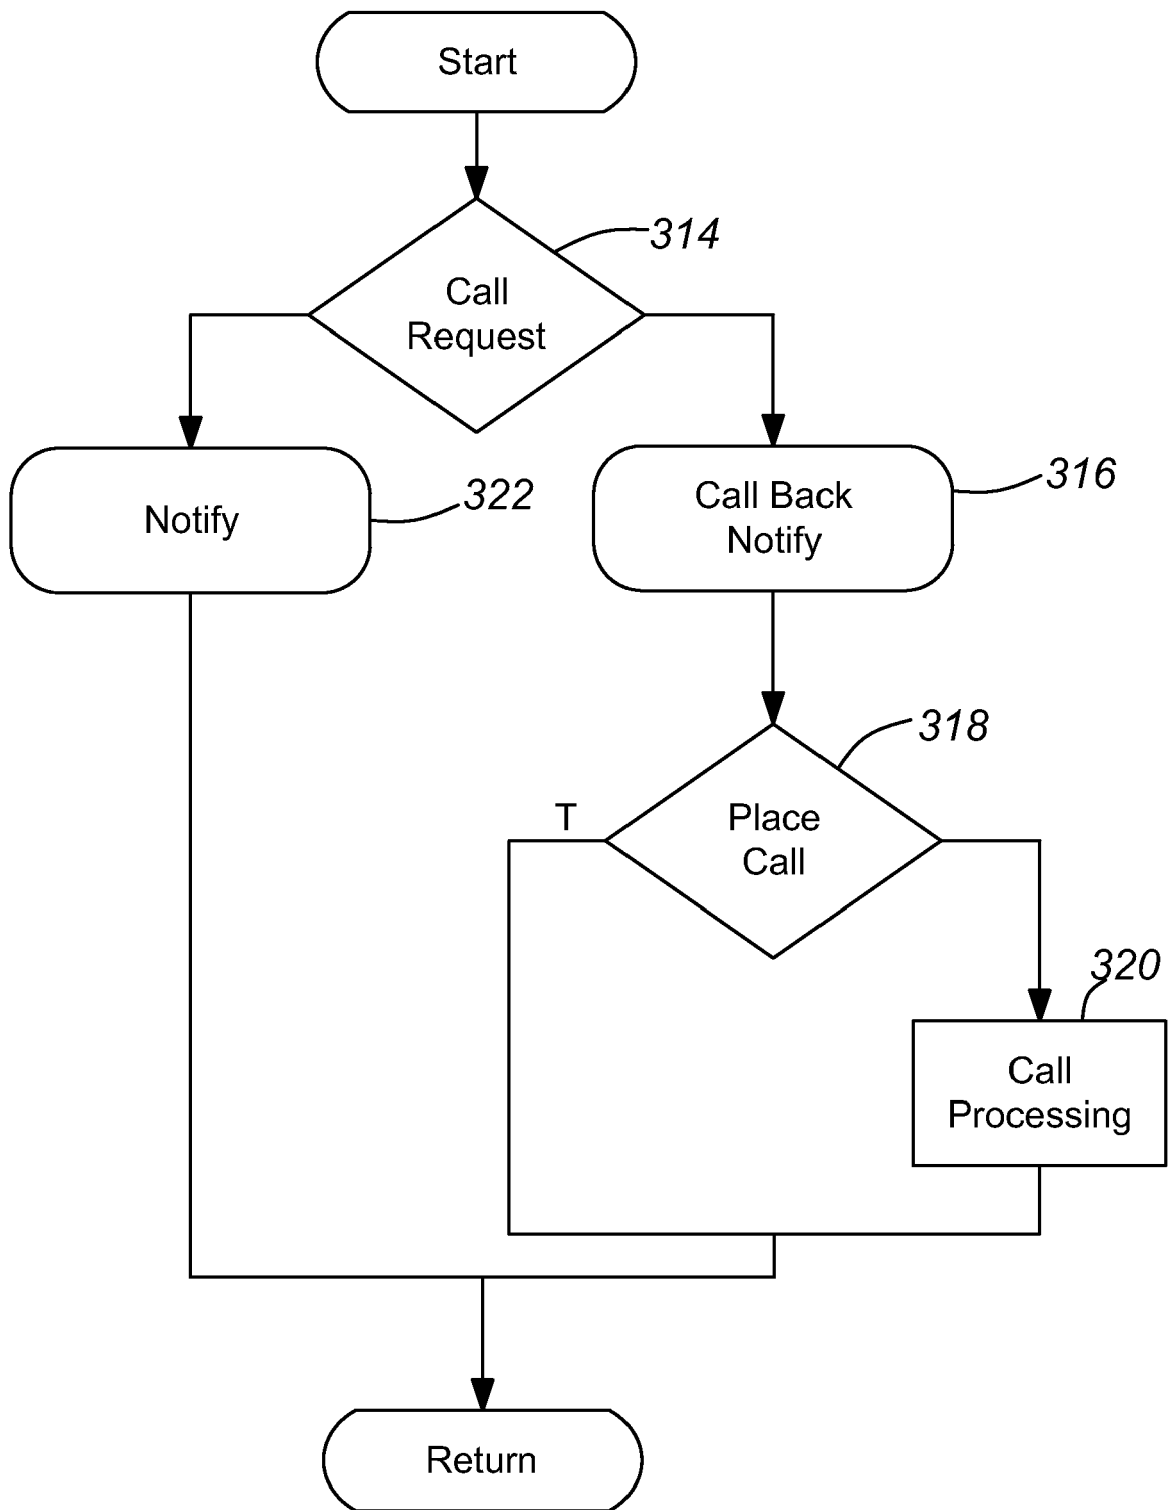 Start
314
Call
Request
322
Notify
316
Call Back
Notify
318
T
Place
Call
320
Call
Processing
Return